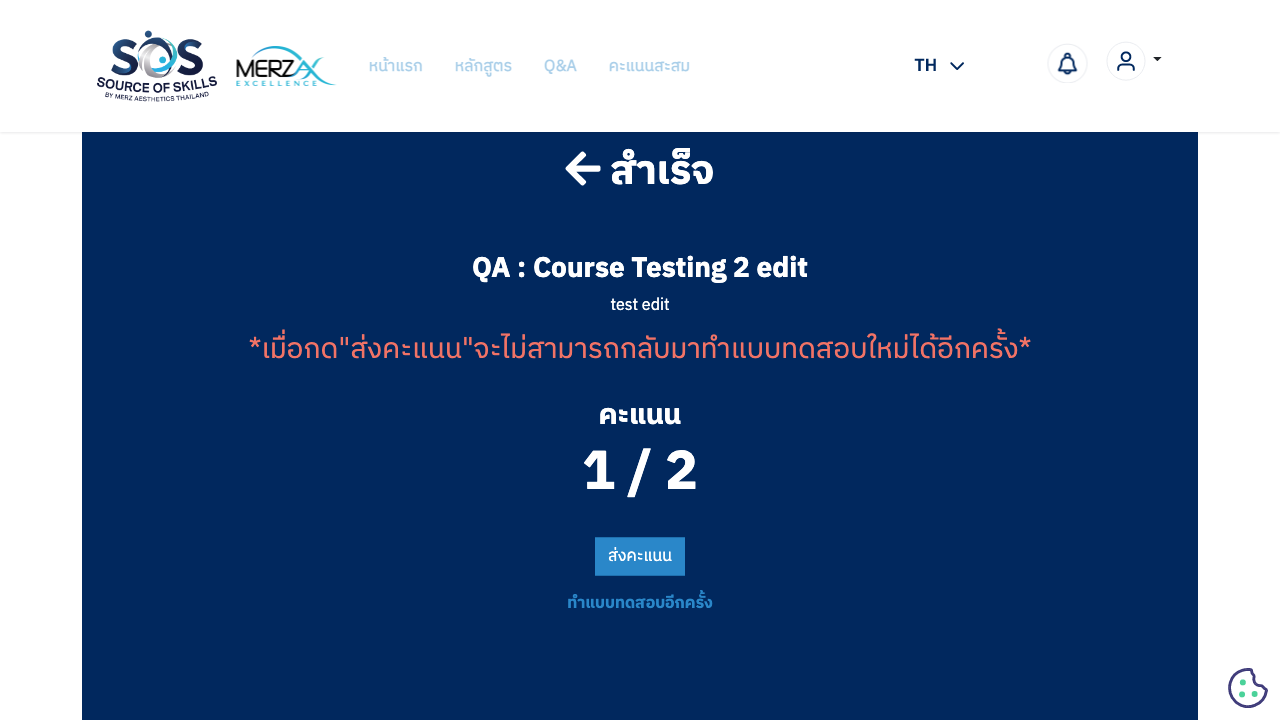 SOS
SOURCE OF SKILLS
BY MERZ AESTHETICS THAILAND
MERZ AX
EXCELLENCE
หน้าแรก
หลักสูตร
Q&A
คะแนนสะสม
TH
สำเร็จ
QA : Course Testing 2 edit
test edit
*เมื่อกด"ส่งคะแนน"จะไม่สามารถกลับมาทำแบบทดสอบใหม่ได้อีกครั้ง*
คะแนน
1 / 2
ส่งคะแนน
ทำแบบทดสอบอีกครั้ง